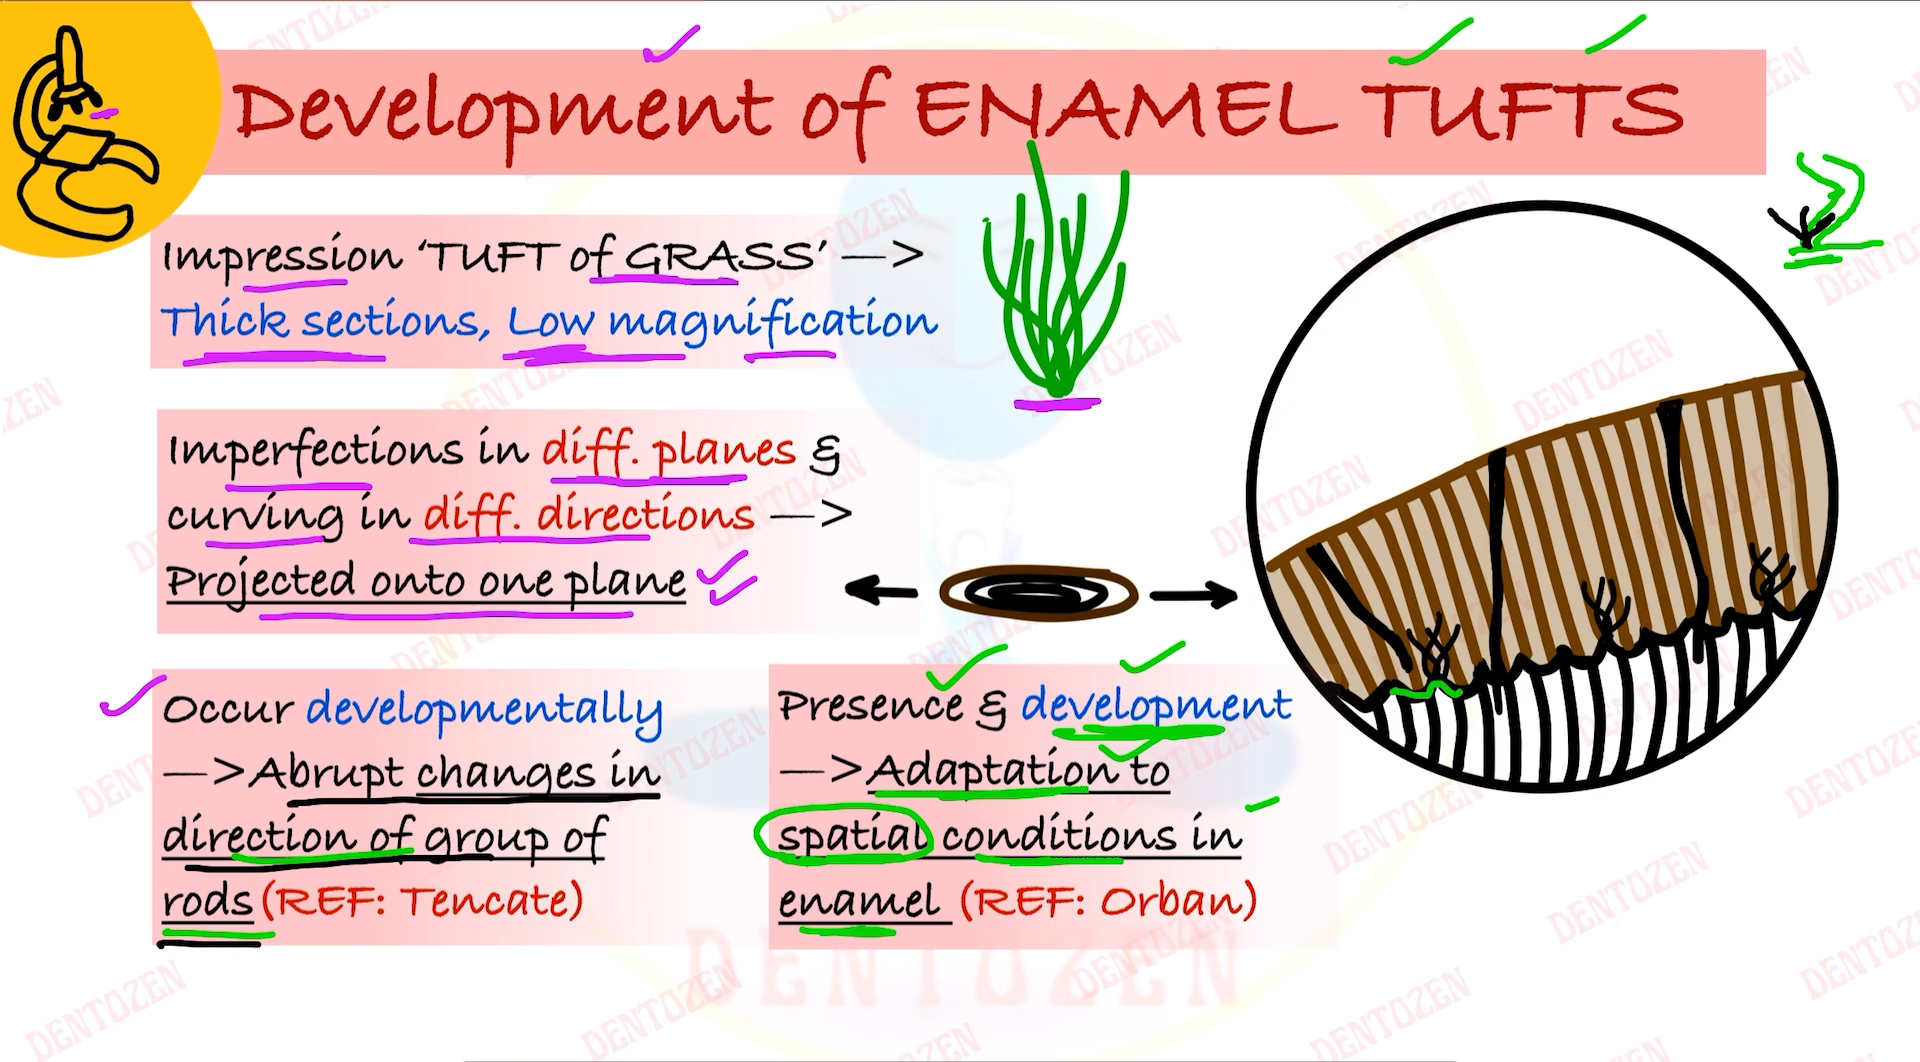 Development of ENAMEL TUFTS
Impression 'TUFT of GRASS' —>
Thick sections, Low magnification
Imperfections in diff. planes &
curving in diff. directions —>
Projected onto one plane
Occur developmentally
—>Abrupt changes in
direction of group of
rods (REF: Tencate)
Presence & development
—>Adaptation to
spatial conditions in
enamel (REF: Orban)
DENTOZEN